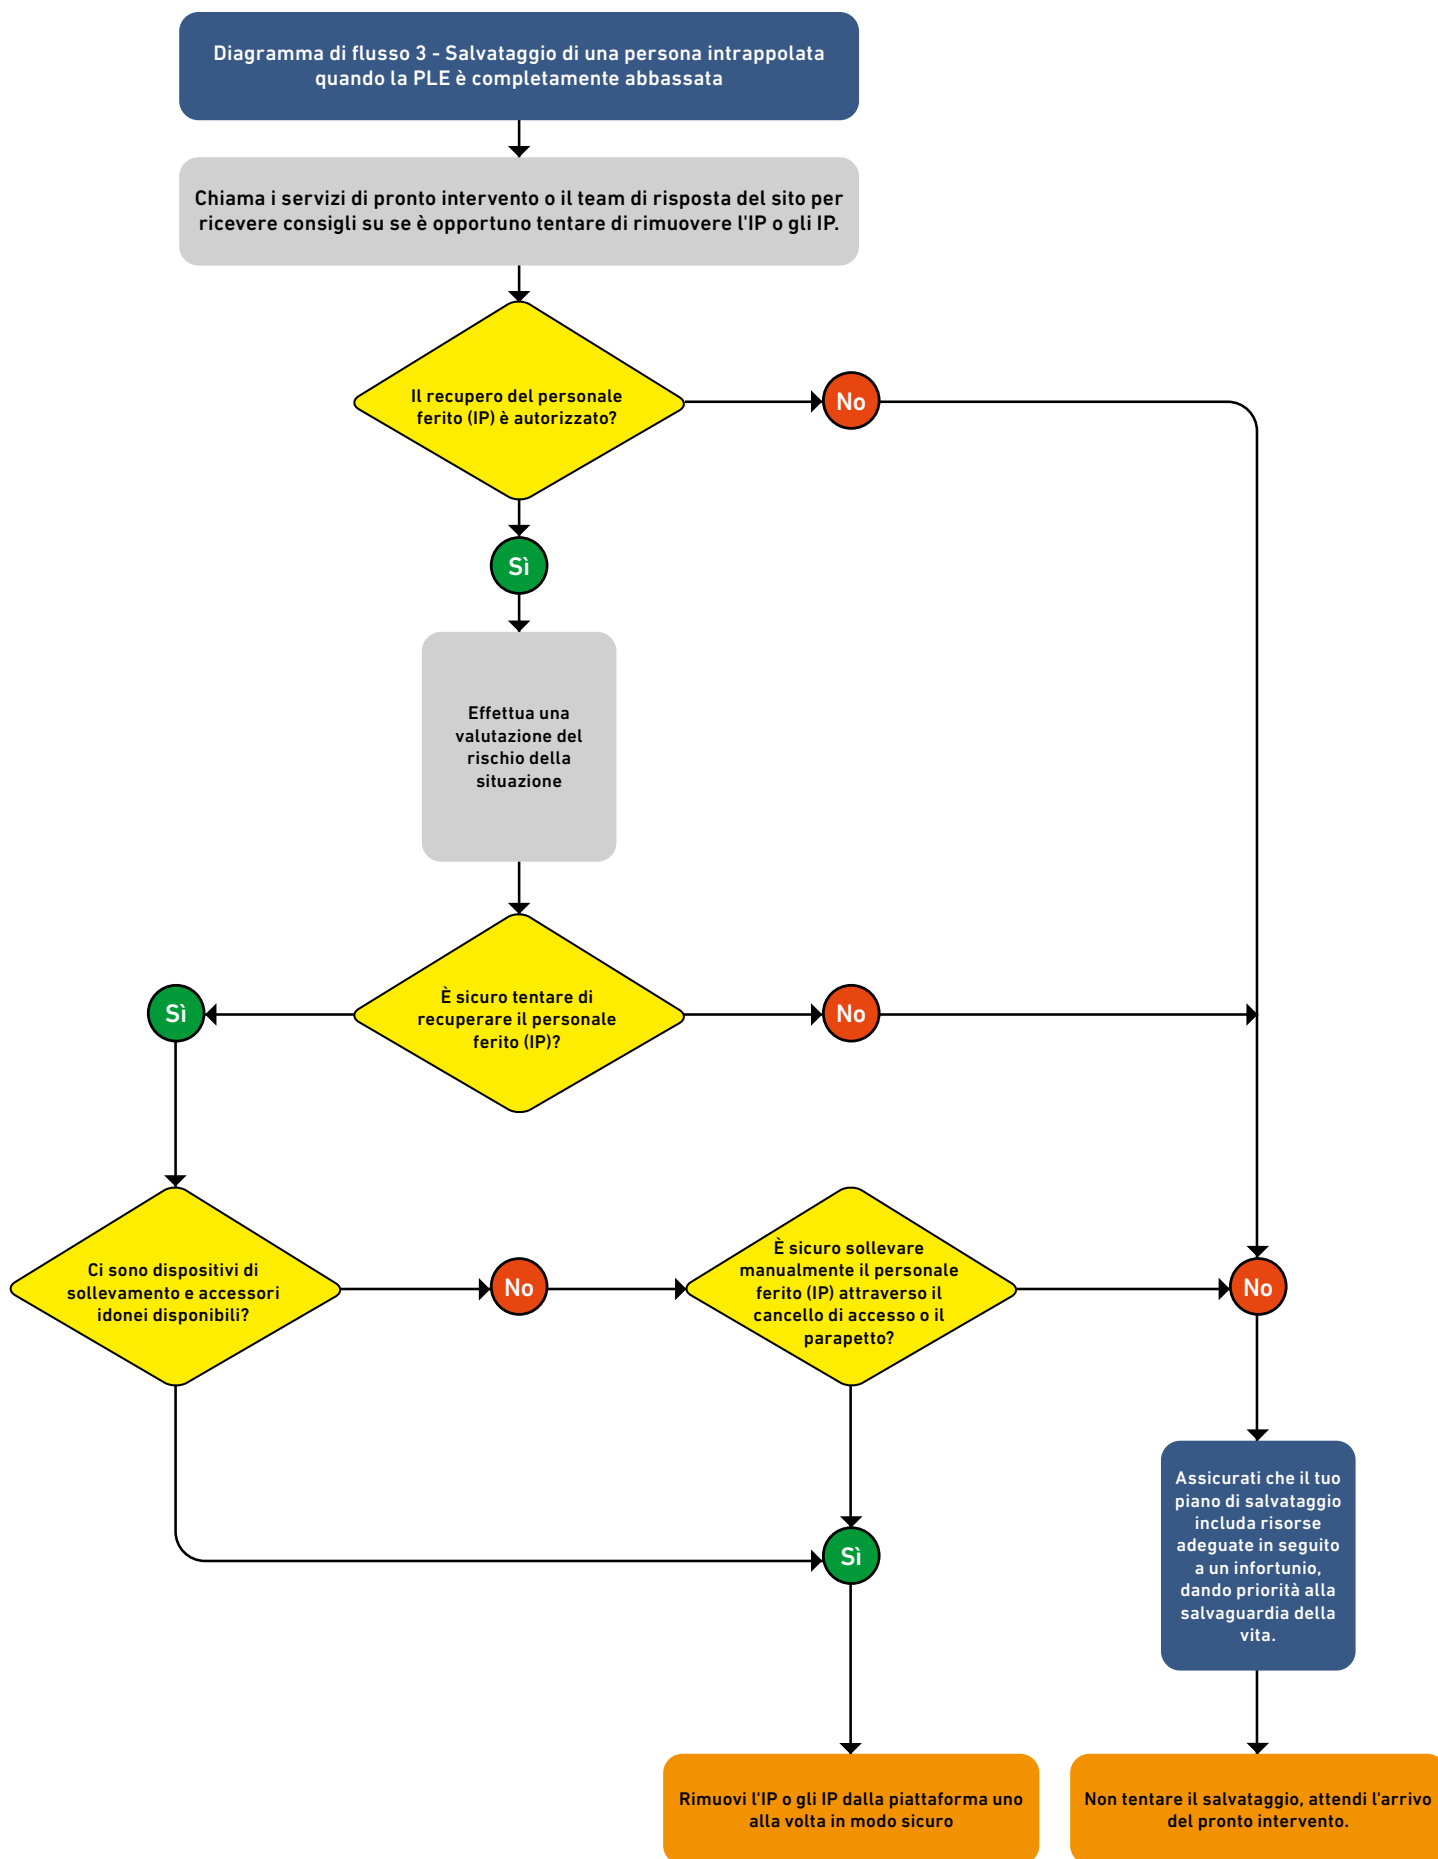 Diagramma di flusso 3 - Salvataggio di una persona intrappolata
quando la PLE è completamente abbassata
Chiama i servizi di pronto intervento o il team di risposta del sito per
ricevere consigli su se è opportuno tentare di rimuovere l'IP o gli IP.
Il recupero del personale
ferito (IP) è autorizzato?
No
Sì
Effettua una
valutazione del
rischio della
situazione
È sicuro tentare di
recuperare il personale
ferito (IP)?
Sì
No
Ci sono dispositivi di
sollevamento e accessori
idonei disponibili?
No
È sicuro sollevare
manualmente il personale
ferito (IP) attraverso il
cancello di accesso o il
parapetto?
No
Sì
Assicurati che il tuo
piano di salvataggio
includa risorse
adeguate in seguito
a un infortunio,
dando priorità alla
salvaguardia della
vita.
Rimuovi l'IP o gli IP dalla piattaforma uno
alla volta in modo sicuro
Non tentare il salvataggio, attendi l'arrivo
del pronto intervento.